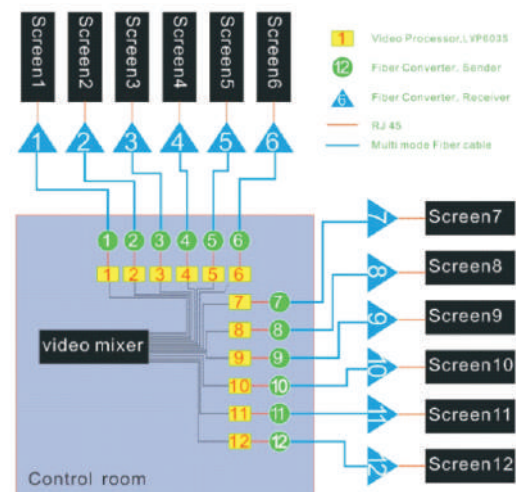 Screen1
Screen2
Screen3
Screen4
Screen5
Screen6
1 Video Processor,LVP6035
12 Fiber Converter, Sender
6 Fiber Converter, Receiver
RJ 45
Multi mode Fiber cable
1 2 3 4 5 6
1 2 3 4 5 6
1 2 3 4 5 6
7 7 7 Screen7
8 8 8 Screen8
9 9 9 Screen9
video mixer
10 10 10 Screen10
11 11 11 Screen11
12 12 12 Screen12
Control room